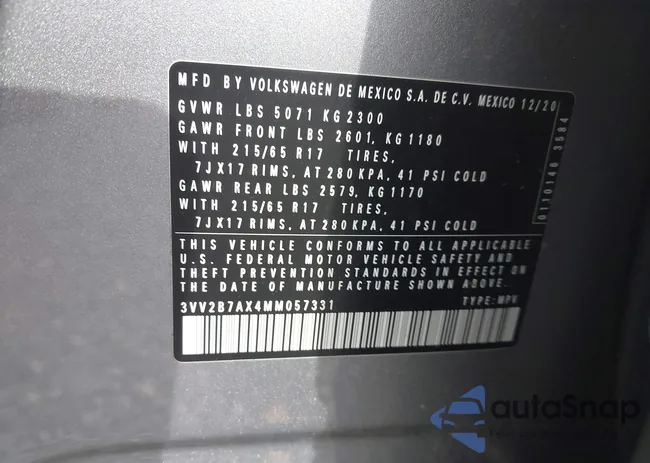 MFD BY VOLKSWAGEN DE MEXICO S.A. DE C.V. MEXICO 12/20
GVWR LBS 5071 KG 2300
GAWR FRONT LBS 2601, KG 1180
WITH 215/65 R17 TIRES,
7JX17 RIMS, AT 280 KPA, 41 PSI COLD
GAWR REAR LBS 2579, KG 1170
WITH 215/65 R17 TIRES,
7JX17 RIMS, AT 280 KPA, 41 PSI COLD
0110140 3584
THIS VEHICLE CONFORMS TO ALL APPLICABLE
U.S. FEDERAL MOTOR VEHICLE SAFETY AND
THEFT PREVENTION STANDARDS IN EFFECT ON
THE DATE OF MANUFACTURE SHOWN ABOVE.
3VV2B7AX4MM057331 TYPE: MPV
autoSnap